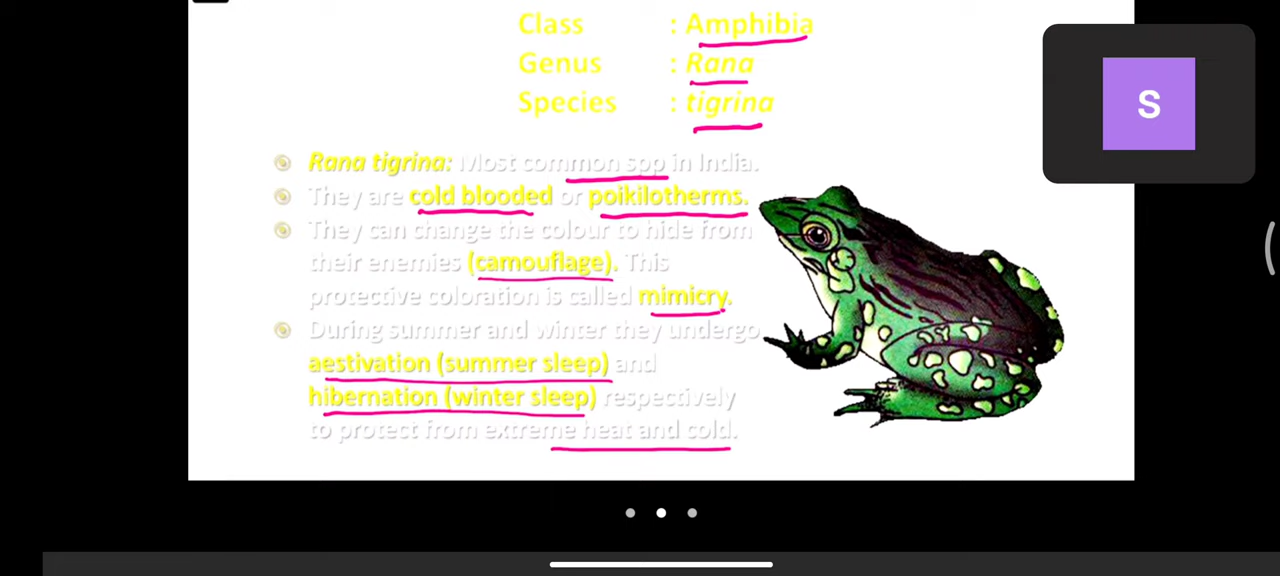 Class : Amphibia
Genus : Rana
Species : tigrina
Rana tigrina: Most common spp in India.
They are cold blooded or poikilotherms.
They can change the colour to hide from
their enemies (camouflage). This
protective coloration is called mimicry.
During summer and winter they undergo
aestivation (summer sleep) and
hibernation (winter sleep) respectively
to protect from extreme heat and cold.
S